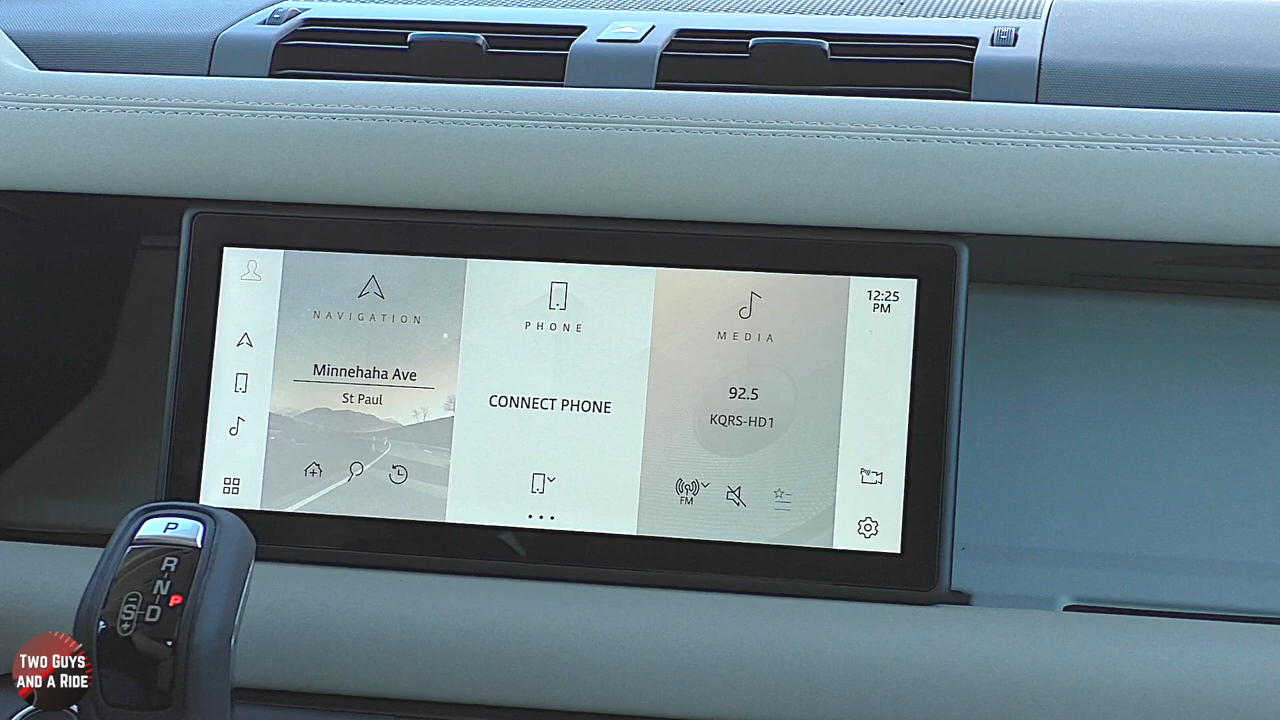 NAVIGATION
Minnehaha Ave
St Paul
PHONE
CONNECT PHONE
MEDIA
92.5
KQRS-HD1
FM
12:25
PM
P
R
N
D P
S
TWO GUYS
AND A RIDE